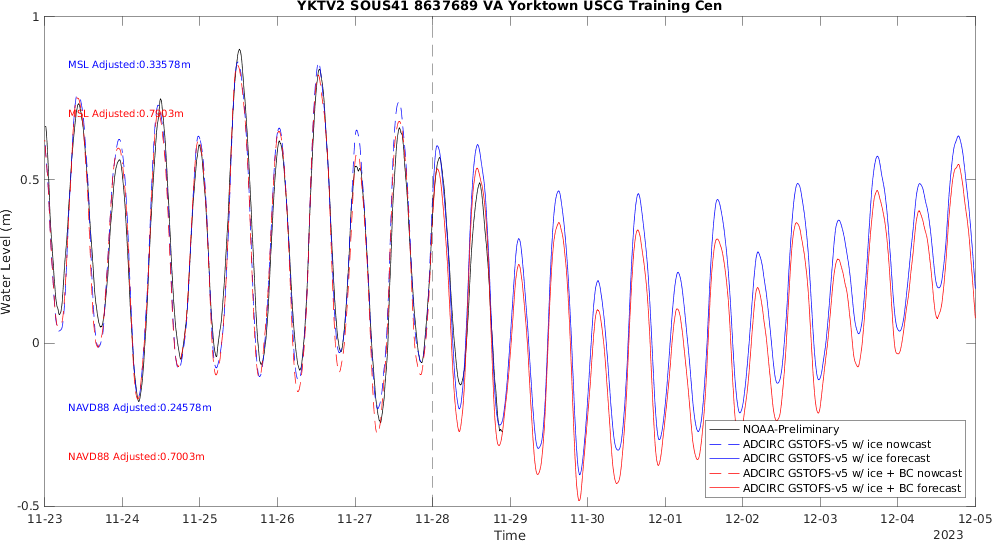 YKTV2 SOUS41 8637689 VA Yorktown USCG Training Cen
1
0.5
0
-0.5
Water Level (m)
MSL Adjusted:0.33578m
MSL Adjusted:0.7903m
NAVD88 Adjusted:0.24578m
NAVD88 Adjusted:0.7003m
NOAA-Preliminary
ADCIRC GSTOFS-v5 w/ ice nowcast
ADCIRC GSTOFS-v5 w/ ice forecast
ADCIRC GSTOFS-v5 w/ ice + BC nowcast
ADCIRC GSTOFS-v5 w/ ice + BC forecast
11-23 11-24 11-25 11-26 11-27 11-28 11-29 11-30 12-01 12-02 12-03 12-04 12-05
Time
2023